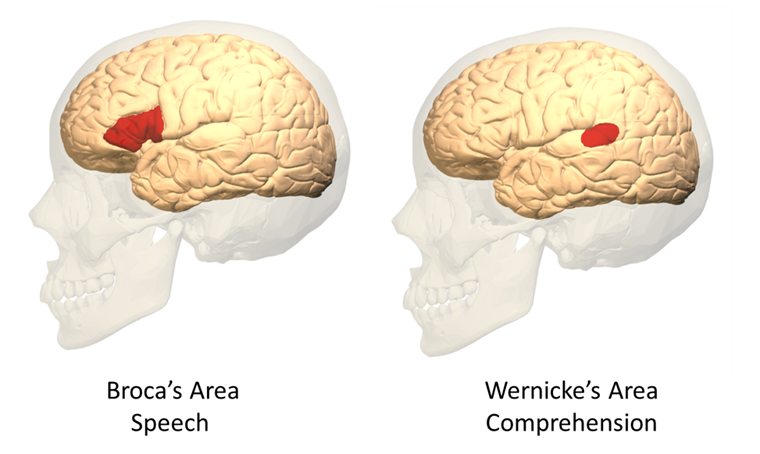 Broca’s Area
Speech
Wernicke’s Area
Comprehension